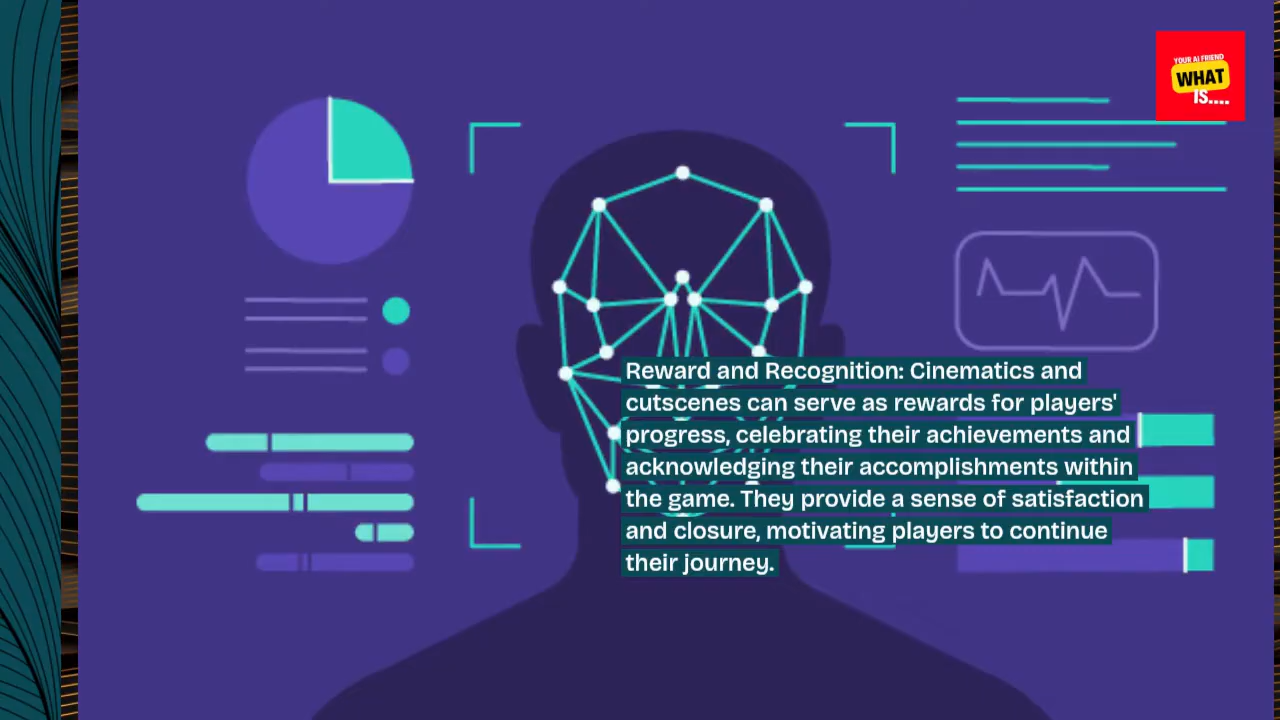 YOUR AI FRIEND
WHAT
IS....
Reward and Recognition: Cinematics and
cutscenes can serve as rewards for players'
progress, celebrating their achievements and
acknowledging their accomplishments within
the game. They provide a sense of satisfaction
and closure, motivating players to continue
their journey.